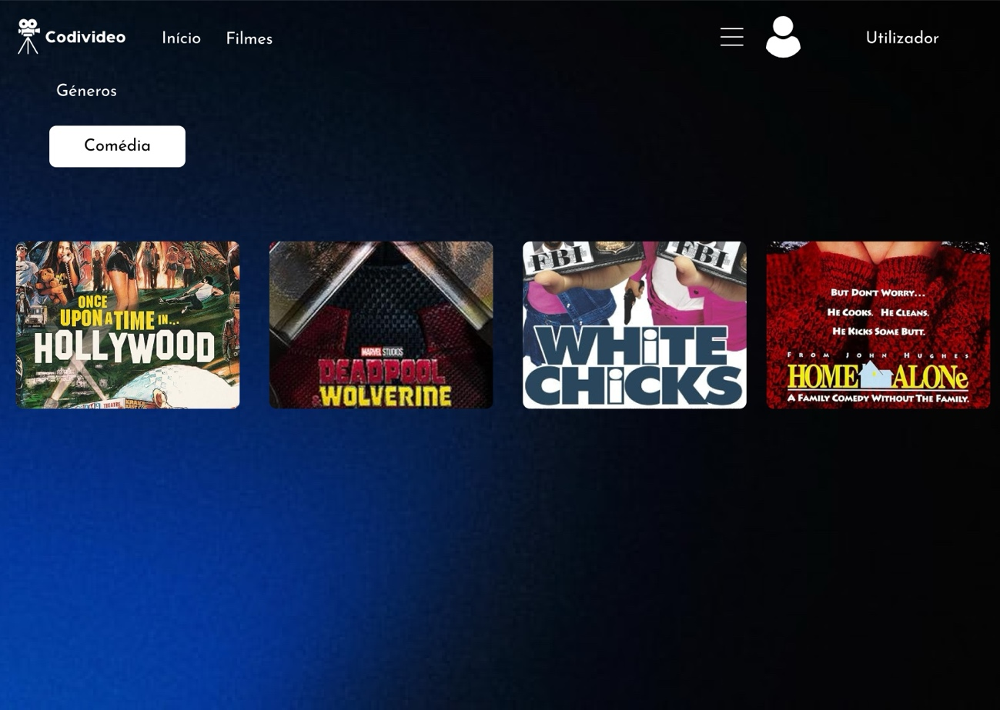 Codivideo
Início
Filmes
Utilizador
Géneros
Comédia
ONCE
UPON A TIME IN...
HOLLYWOOD
THEATRE
MARVEL STUDIOS
DEADPOOL
& WOLVERINE
FBI
FBI
WHiTE
CHiCKS
BUT DON'T WORRY...
HE COOKS. HE CLEANS.
HE KICKS SOME BUTT.
FROM JOHN HUGHES
HOME ALONe
A FAMILY COMEDY WITHOUT THE FAMILY.